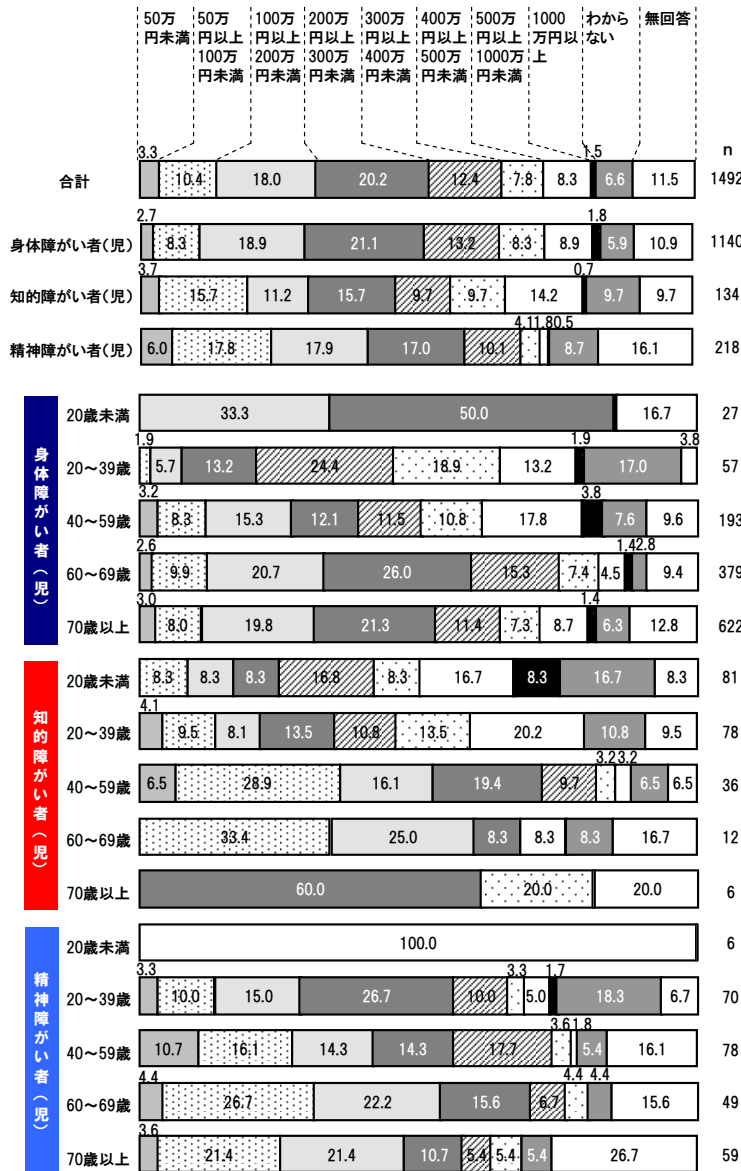 50万 50万 100万 200万 300万 400万 500万 1000 わから 無回答
円未満 円以上 円以上 円以上 円以上 円以上 円以上 万円以 ない
100万 200万 300万 400万 500万 1000万 上
円未満 円未満 円未満 円未満 円未満 円未満
n
3.3 1.5
合計 10.4 18.0 20.2 12.4 7.8 8.3 6.6 11.5 1492
2.7 1.8
身体障がい者(児) 8.3 18.9 21.1 13.2 8.3 8.9 5.9 10.9 1140
3.7 0.7
知的障がい者(児) 15.7 11.2 15.7 9.7 9.7 14.2 9.7 9.7 134
4.1 1.8 0.5
精神障がい者(児) 6.0 17.8 17.9 17.0 10.1 8.7 16.1 218
身体障がい者(児)
20歳未満 33.3 50.0 16.7 27
1.9 1.9 3.8
20~39歳 5.7 13.2 24.4 18.9 13.2 17.0 57
3.2 3.8
40~59歳 8.3 15.3 12.1 11.5 10.8 17.8 7.6 9.6 193
2.6 1.4 2.8
60~69歳 9.9 20.7 26.0 15.3 7.4 4.5 9.4 379
3.0 1.4
70歳以上 8.0 19.8 21.3 11.4 7.3 8.7 6.3 12.8 622
知的障がい者(児)
20歳未満 8.3 8.3 8.3 16.8 8.3 16.7 8.3 16.7 8.3 81
4.1
20~39歳 9.5 8.1 13.5 10.8 13.5 20.2 10.8 9.5 78
3.2 3.2
40~59歳 6.5 28.9 16.1 19.4 9.7 6.5 6.5 36
60~69歳 33.4 25.0 8.3 8.3 8.3 16.7 12
70歳以上 60.0 20.0 20.0 6
精神障がい者(児)
20歳未満 100.0 6
3.3 3.3 1.7
20~39歳 10.0 15.0 26.7 10.0 5.0 18.3 6.7 70
3.6 1.8
40~59歳 10.7 16.1 14.3 14.3 17.7 5.4 16.1 78
4.4 4.4 4.4
60~69歳 26.7 22.2 15.6 6.7 15.6 49
3.6
70歳以上 21.4 21.4 10.7 5.4 5.4 5.4 26.7 59